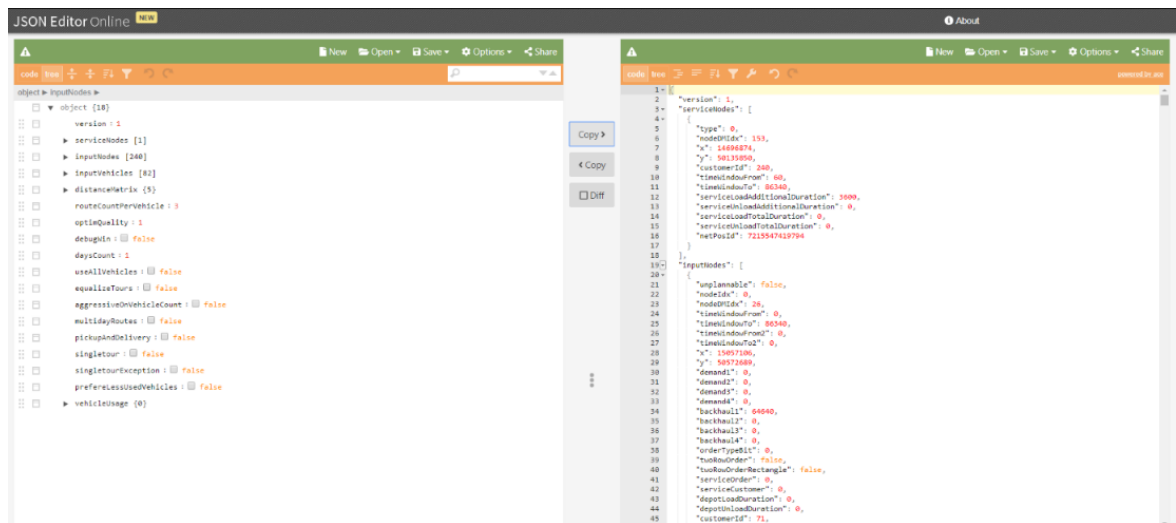 JSON Editor Online NEW
About
New Open Save Options Share
code tree
object ▶ inputNodes ▶
object {18}
version : 1
serviceNodes [1]
inputNodes [240]
inputVehicles [82]
distanceMatrix {5}
routeCountPerVehicle : 3
optimQuality : 1
debugWin : false
daysCount : 1
useAllVehicles : false
equalizeTours : false
aggressiveOnVehicleCount : false
multidayRoutes : false
pickupAndDelivery : false
singletour : false
singletourException : false
prefereLessUsedVehicles : false
vehicleUsage {0}
Copy >
< Copy
Diff
New Open Save Options Share
code tree
powered by ace
1 {
2 "version": 1,
3 "serviceNodes": [
4 {
5 "type": 0,
6 "nodeDMIdx": 153,
7 "x": 14696874,
8 "y": 50135850,
9 "customerId": 240,
10 "timeWindowFrom": 60,
11 "timeWindowTo": 86340,
12 "serviceLoadAdditionalDuration": 3600,
13 "serviceUnloadAdditionalDuration": 0,
14 "serviceLoadTotalDuration": 0,
15 "serviceUnloadTotalDuration": 0,
16 "netPosId": 7215547419794
17 }
18 ],
19 "inputNodes": [
20 {
21 "unplannable": false,
22 "nodeIdx": 0,
23 "nodeDMIdx": 26,
24 "timeWindowFrom": 0,
25 "timeWindowTo": 86340,
26 "timeWindowFrom2": 0,
27 "timeWindowTo2": 0,
28 "x": 15057106,
29 "y": 50572689,
30 "demand1": 0,
31 "demand2": 0,
32 "demand3": 0,
33 "demand4": 0,
34 "backhaul1": 64840,
35 "backhaul2": 0,
36 "backhaul3": 0,
37 "backhaul4": 0,
38 "orderTypeBit": 0,
39 "twoRowOrder": false,
40 "twoRowOrderRectangle": false,
41 "serviceOrder": 0,
42 "serviceCustomer": 0,
43 "depotLoadDuration": 0,
44 "depotUnloadDuration": 0,
45 "customerId": 71,